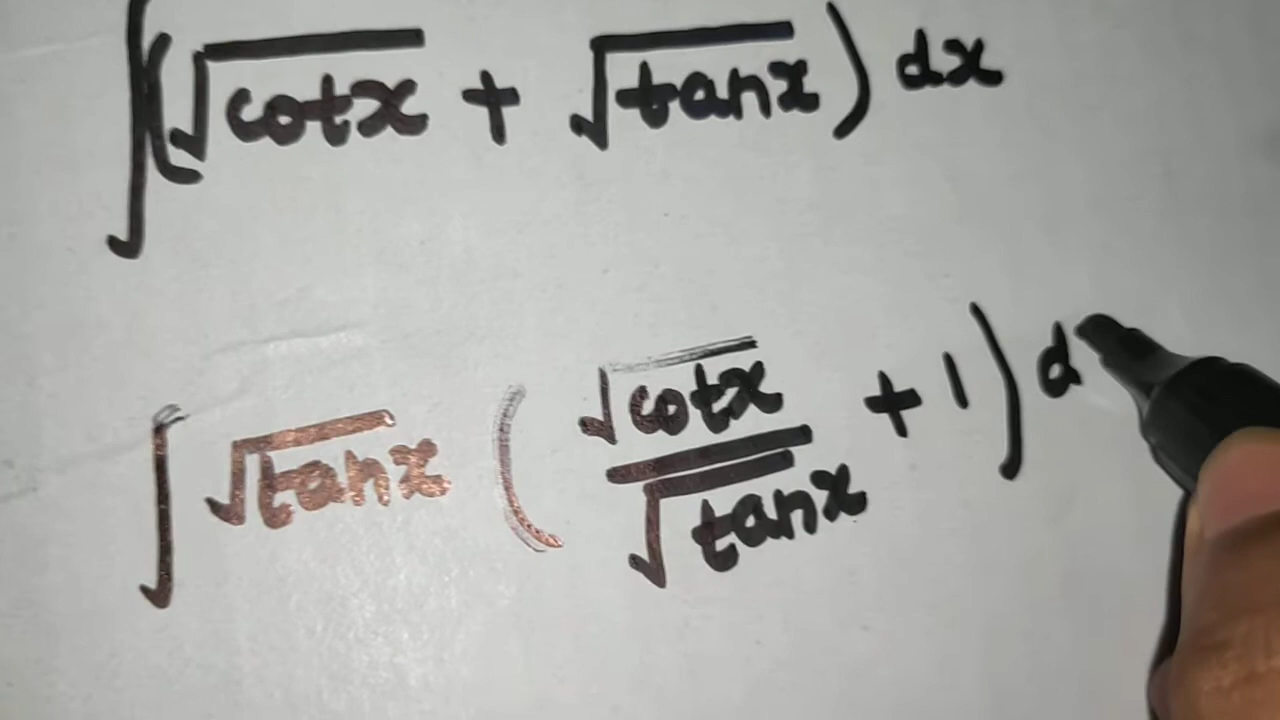 ∫(√cotx + √tanx) dx
∫ √tanx ( √cotx / √tanx + 1) d